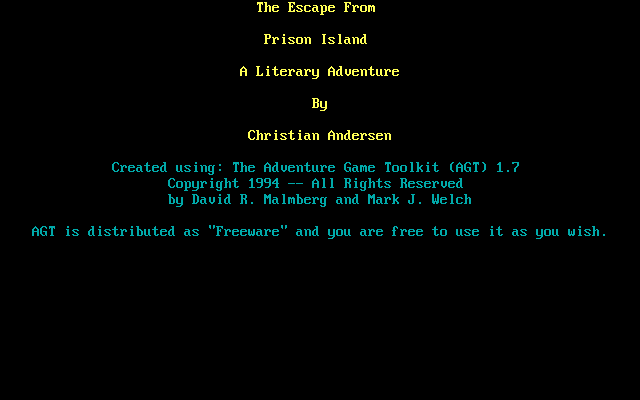 The Escape From
Prison Island
A Literary Adventure
By
Christian Andersen
Created using: The Adventure Game Toolkit (AGT) 1.7
Copyright 1994 -- All Rights Reserved
by David R. Malmberg and Mark J. Welch
AGT is distributed as "Freeware" and you are free to use it as you wish.